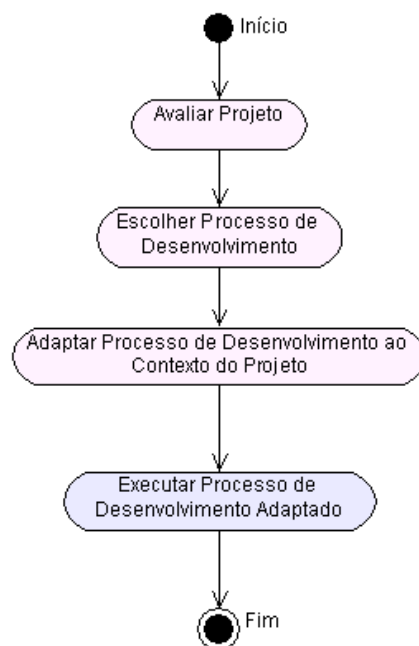 Início
Avaliar Projeto
Escolher Processo de
Desenvolvimento
Adaptar Processo de Desenvolvimento ao
Contexto do Projeto
Executar Processo de
Desenvolvimento Adaptado
Fim